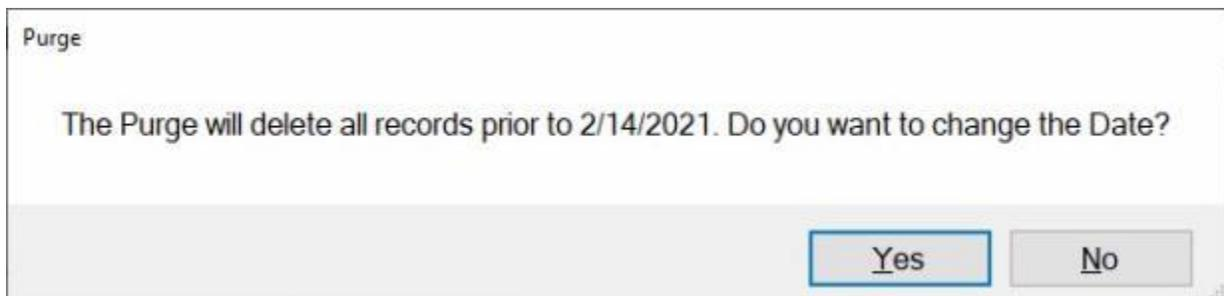 Purge
The Purge will delete all records prior to 2/14/2021. Do you want to change the Date?
Yes
No